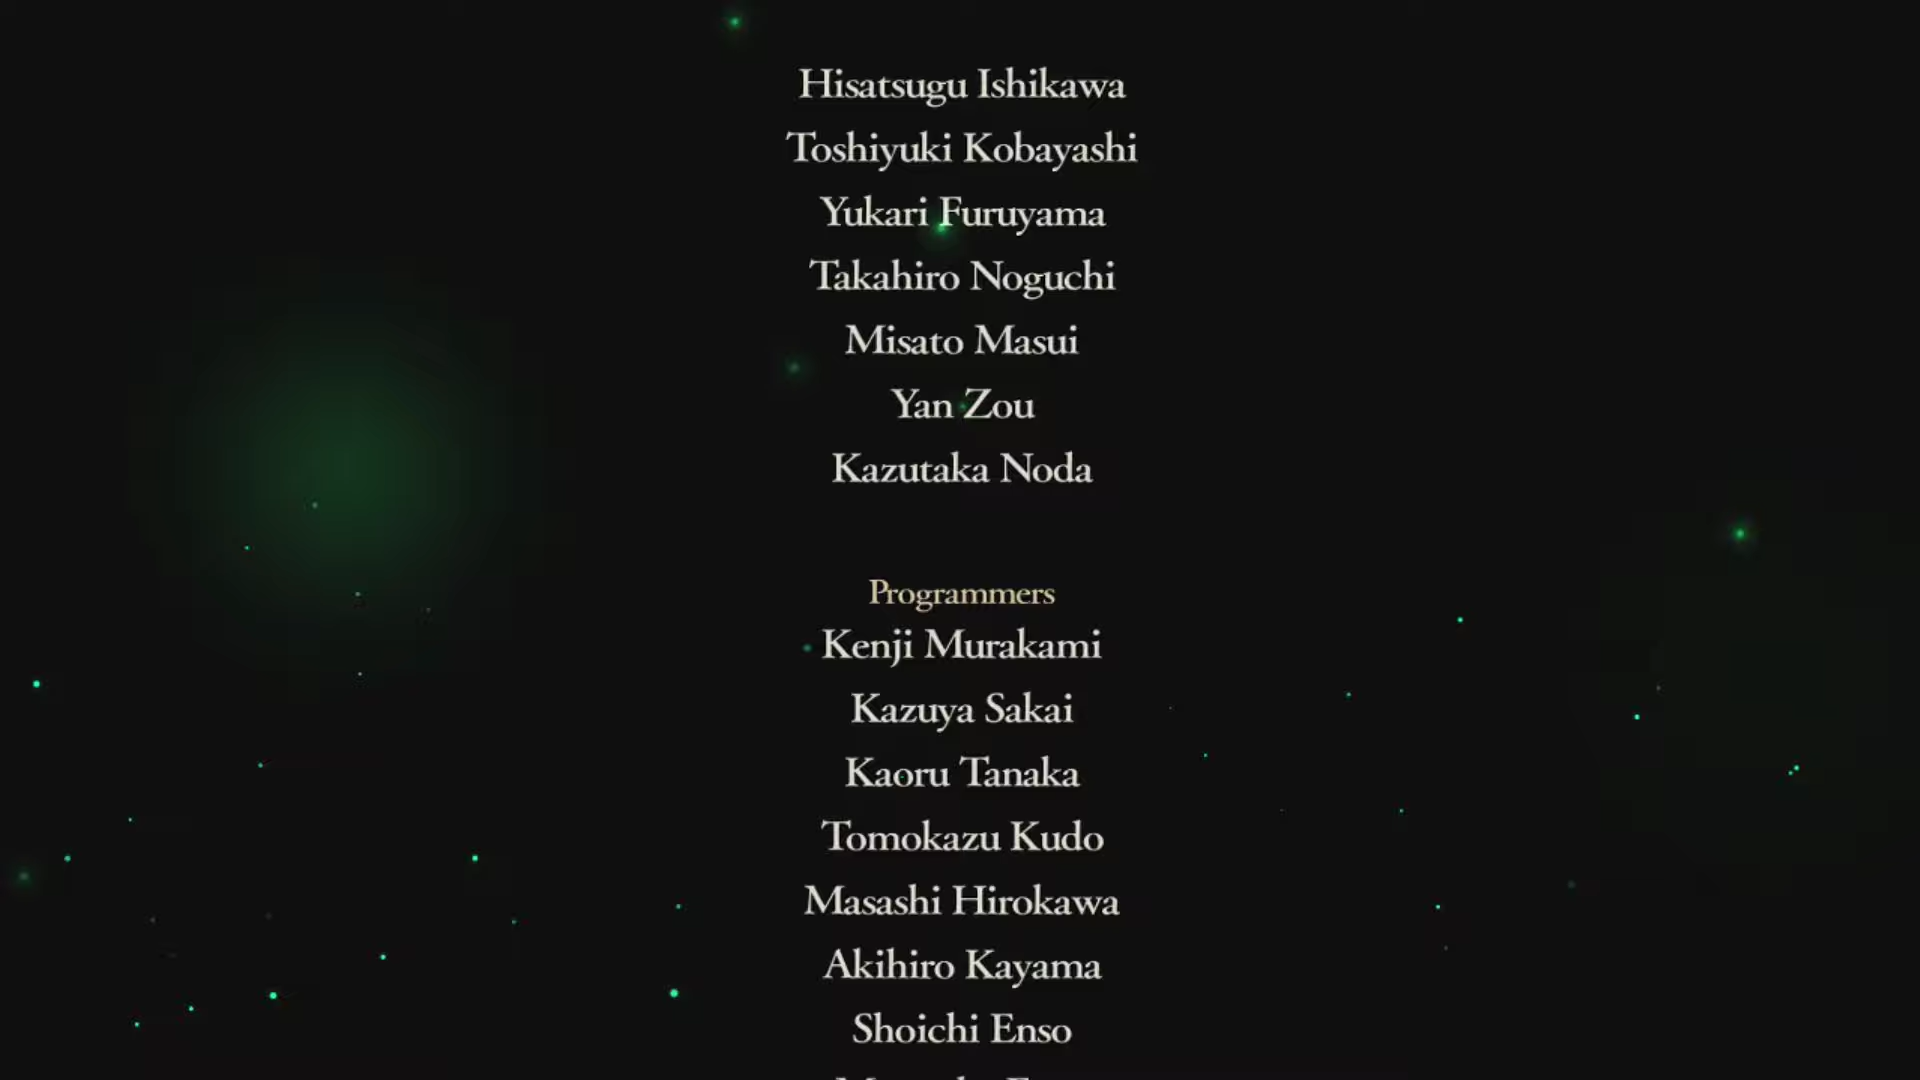 Hisatsugu Ishikawa
Toshiyuki Kobayashi
Yukari Furuyama
Takahiro Noguchi
Misato Masui
Yan Zou
Kazutaka Noda
Programmers
Kenji Murakami
Kazuya Sakai
Kaoru Tanaka
Tomokazu Kudo
Masashi Hirokawa
Akihiro Kayama
Shoichi Enso